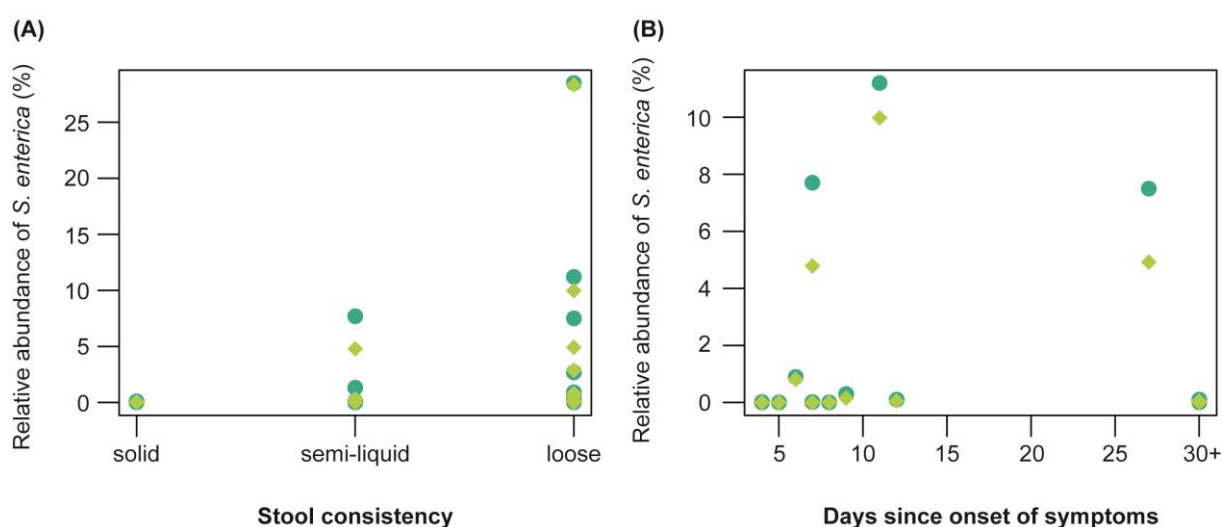 (A)
Relative abundance of S. enterica (%)
25
20
15
10
5
0
solid semi-liquid loose
Stool consistency
(B)
Relative abundance of S. enterica (%)
10
8
6
4
2
0
5 10 15 20 25 30+
Days since onset of symptoms